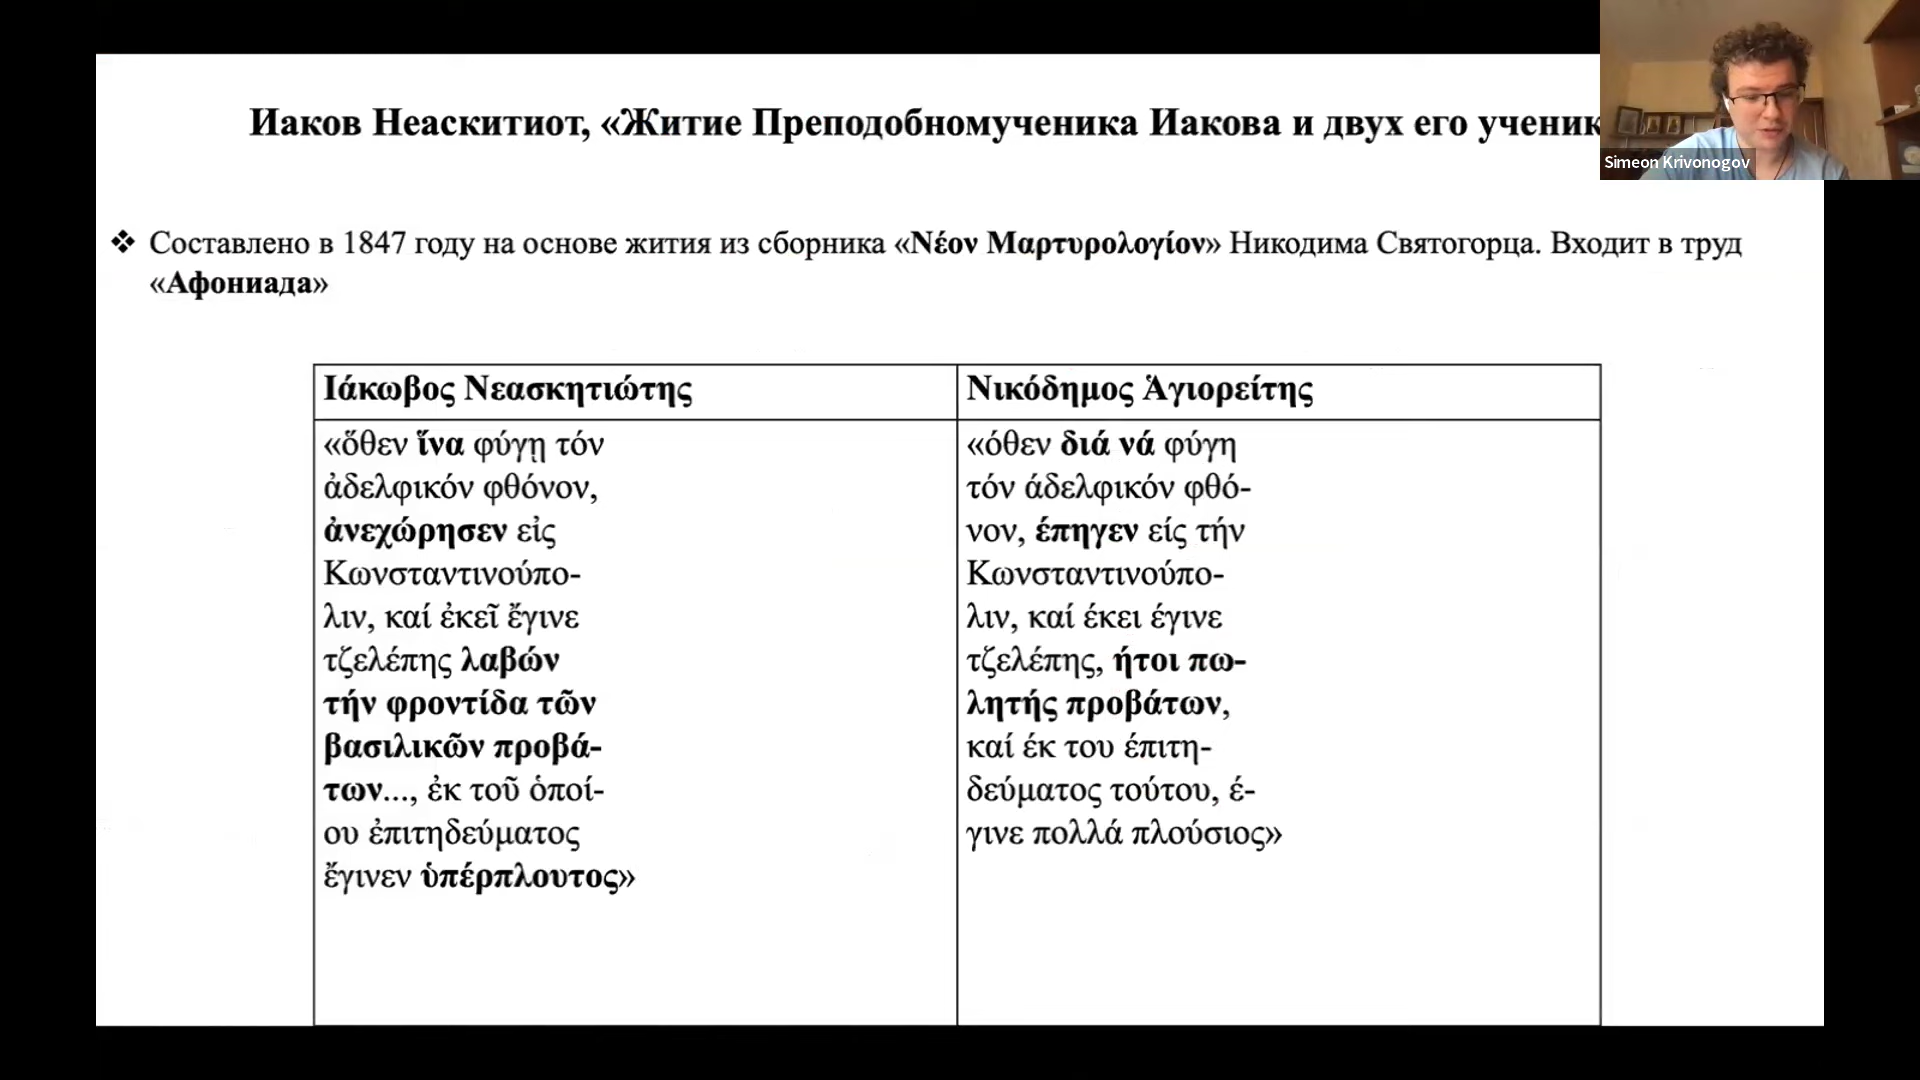 Иаков Неаскитиот, «Житие Преподобномученика Иакова и двух его
Simeon Krivonogov
❖ Составлено в 1847 году на основе жития из сборника «Νέον Μαρτυρολογίον» Никодима Святогорца. Входит в труд
«Афониада»
Ιάκωβος Νεασκητιώτης
«ὅθεν ἵνα φύγῃ τόν
ἀδελφικόν φθόνον,
ἀνεχώρησεν εἰς
Κωνσταντινούπο-
λιν, καί ἐκεῖ ἔγινε
τζελέπης λαβών
τήν φροντίδα τῶν
βασιλικῶν προβά-
των..., ἐκ τοῦ ὁποί-
ου ἐπιτηδεύματος
ἔγινεν ὑπέρπλουτος»
Νικόδημος Ἁγιορείτης
«όθεν διά νά φύγη
τόν άδελφικόν φθό-
νον, έπηγεν είς τήν
Κωνσταντινούπο-
λιν, καί έκει έγινε
τζελέπης, ήτοι πω-
λητής προβάτων,
καί έκ του έπιτη-
δεύματος τούτου, έ-
γινε πολλά πλούσιος»